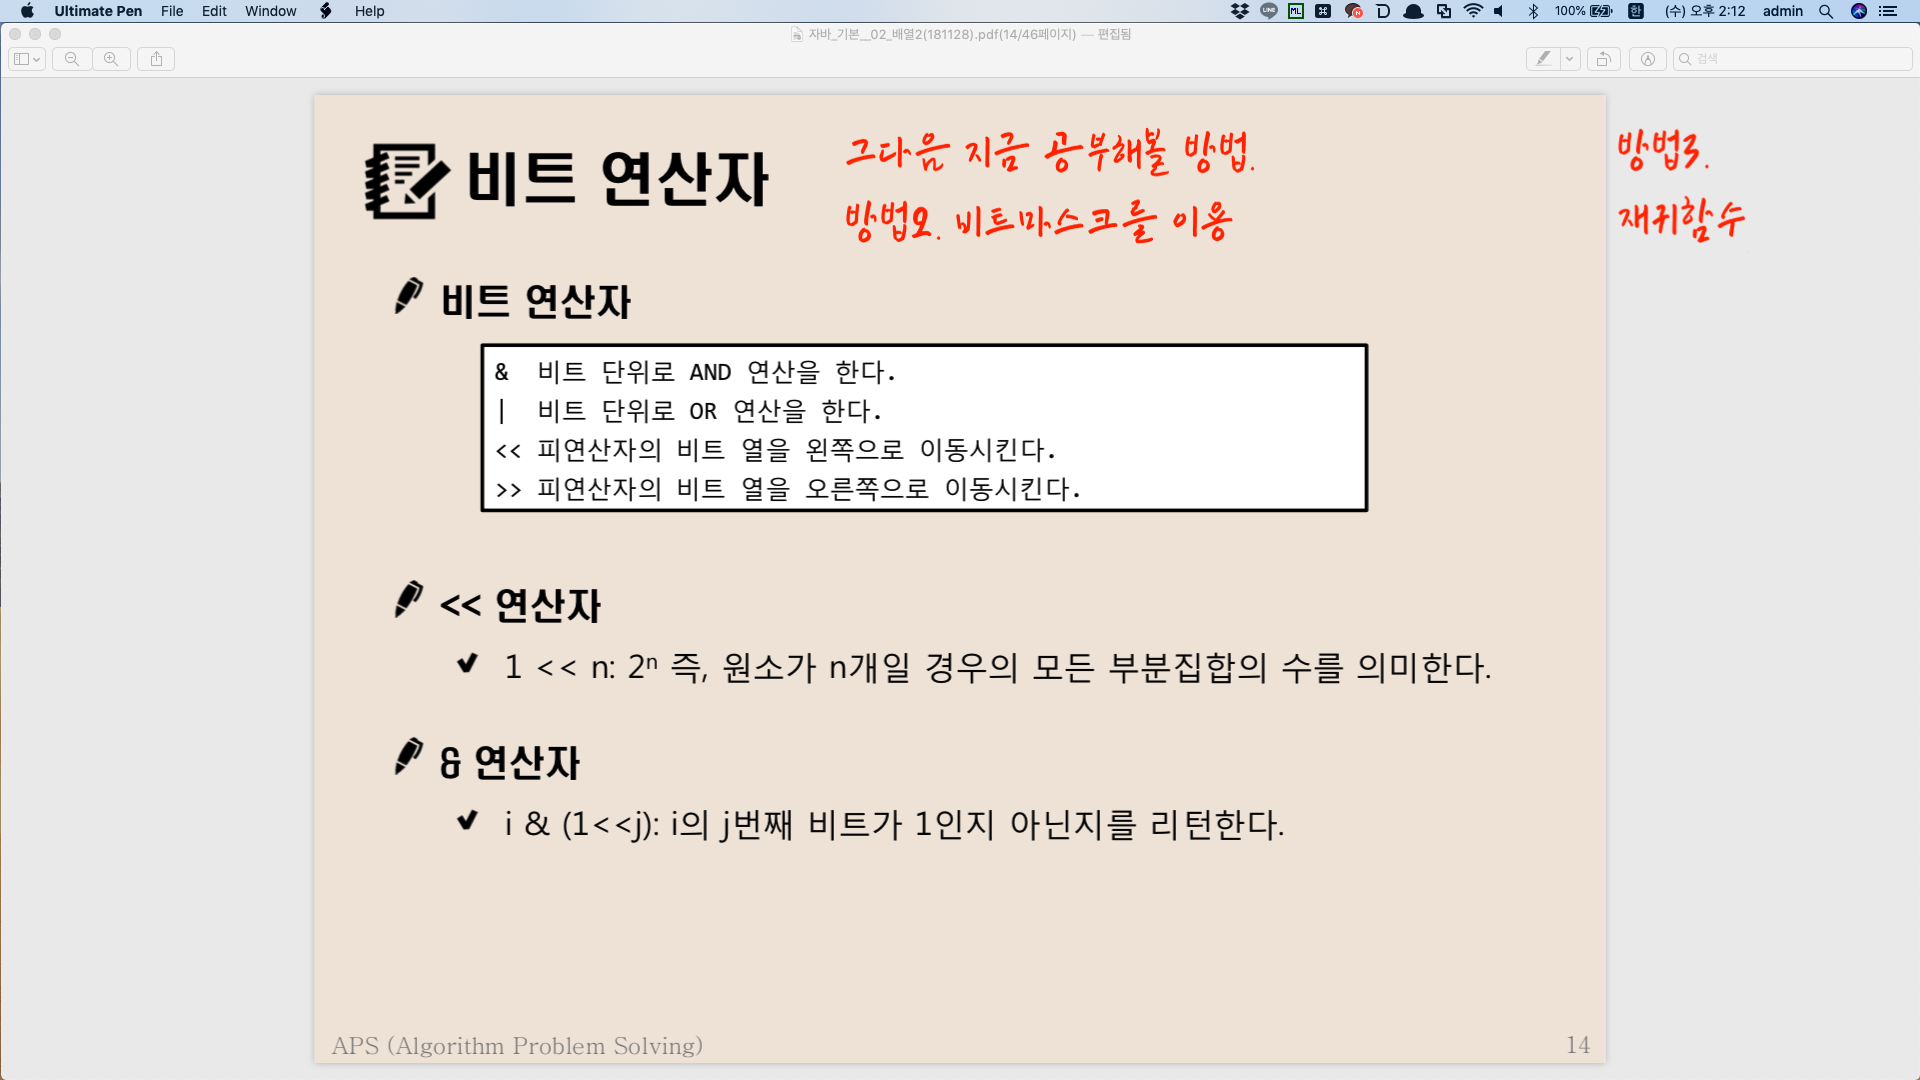 Ultimate Pen File Edit Window Help
100% 한 (수) 오후 2:12 admin
자바_기본__02_배열2(181128).pdf(14/46페이지) — 편집됨
검색
비트 연산자
그다음 지금 공부해볼 방법.
방법2. 비트마스크를 이용
방법3.
재귀함수
비트 연산자
& 비트 단위로 AND 연산을 한다.
| 비트 단위로 OR 연산을 한다.
<< 피연산자의 비트 열을 왼쪽으로 이동시킨다.
>> 피연산자의 비트 열을 오른쪽으로 이동시킨다.
<< 연산자
1 << n: 2ⁿ 즉, 원소가 n개일 경우의 모든 부분집합의 수를 의미한다.
& 연산자
i & (1<<j): i의 j번째 비트가 1인지 아닌지를 리턴한다.
APS (Algorithm Problem Solving)
14